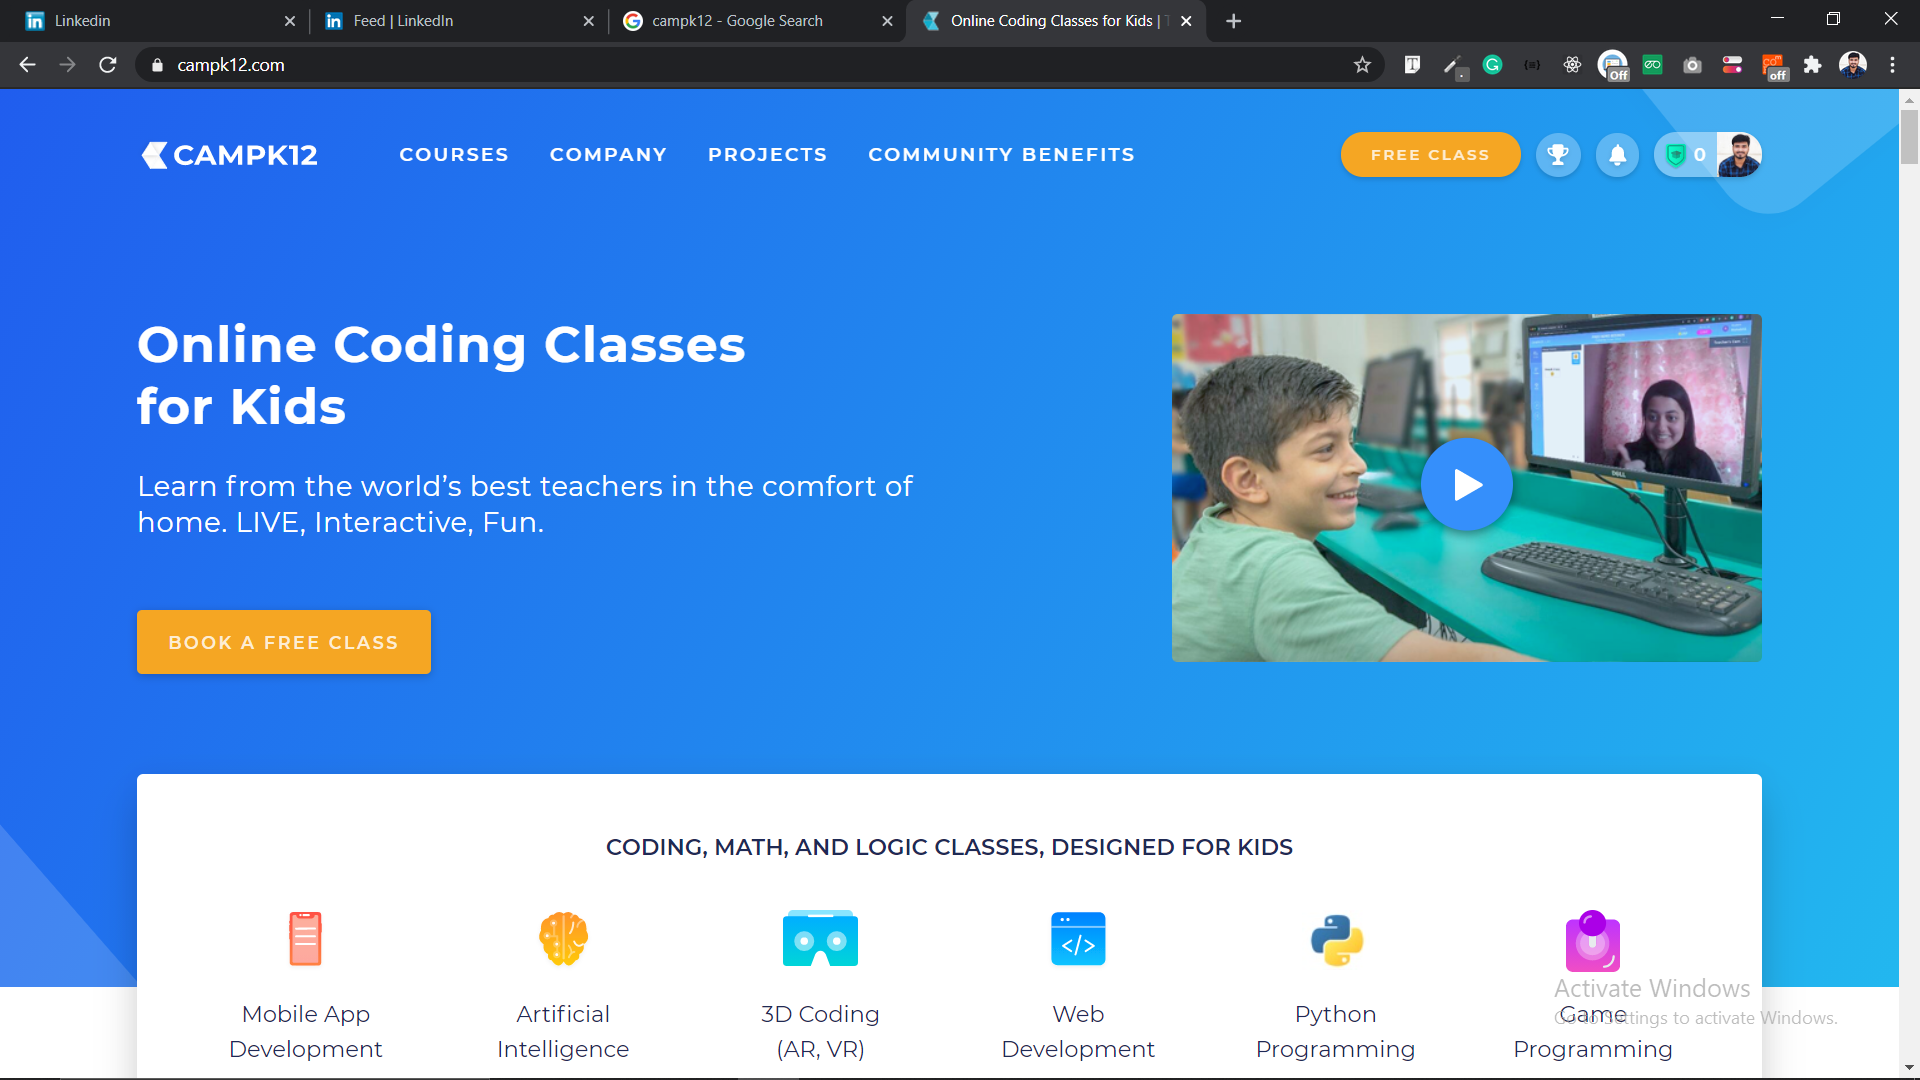 Linkedin
Feed | LinkedIn
campk12 - Google Search
Online Coding Classes for Kids |
campk12.com
Off
off
CAMPK12
COURSES
COMPANY
PROJECTS
COMMUNITY BENEFITS
FREE CLASS
0
Online Coding Classes
for Kids
Learn from the world’s best teachers in the comfort of
home. LIVE, Interactive, Fun.
BOOK A FREE CLASS
DELL
CODING, MATH, AND LOGIC CLASSES, DESIGNED FOR KIDS
Mobile App
Development
Artificial
Intelligence
3D Coding
(AR, VR)
</>
Web
Development
Python
Programming
Game
Programming
Activate Windows
Go to Settings to activate Windows.